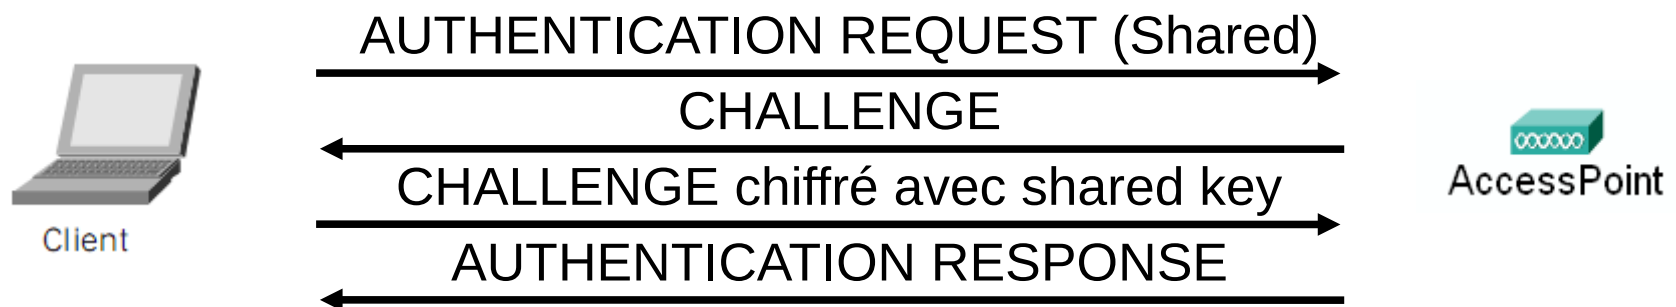 AUTHENTICATION REQUEST (Shared)
CHALLENGE
CHALLENGE chiffré avec shared key
AUTHENTICATION RESPONSE
Client
AccessPoint